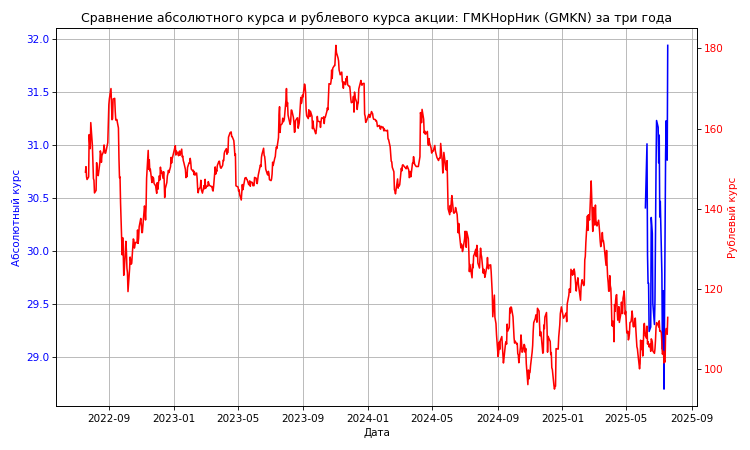 Сравнение абсолютного курса и рублевого курса акции: ГМКНорНик (GMKN) за три года
32.0
31.5
31.0
30.5
30.0
29.5
29.0
Абсолютный курс
180
160
140
120
100
Рублевый курс
2022-09 2023-01 2023-05 2023-09 2024-01 2024-05 2024-09 2025-01 2025-05 2025-09
Дата